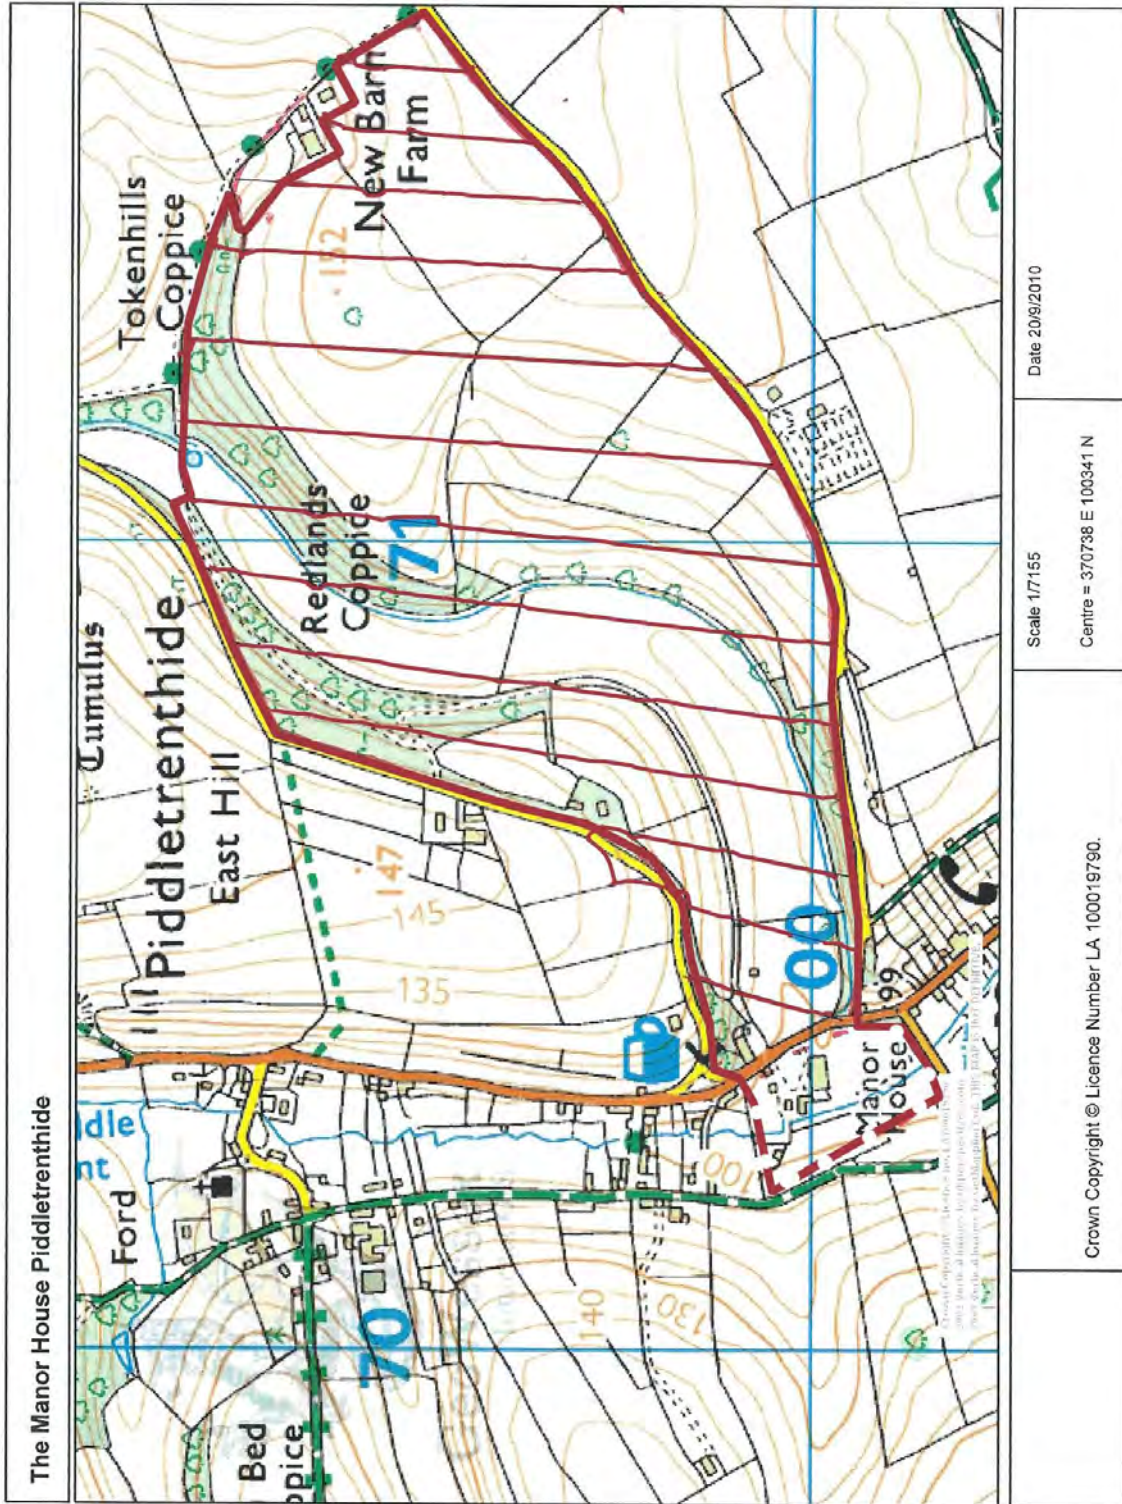 The Manor House Piddletrenthide
Tumulus
Piddletrenthide
East Hill
Tokenhills
Coppice
New Barn
Farm
152
Redlands
Coppice
71
147
145
135
Ford
70
140
130
100
00
99
Manor
House
Bed
Date 20/9/2010
Scale 1/7155
Centre = 370738 E 100341 N
Crown Copyright © Licence Number LA 100019790.